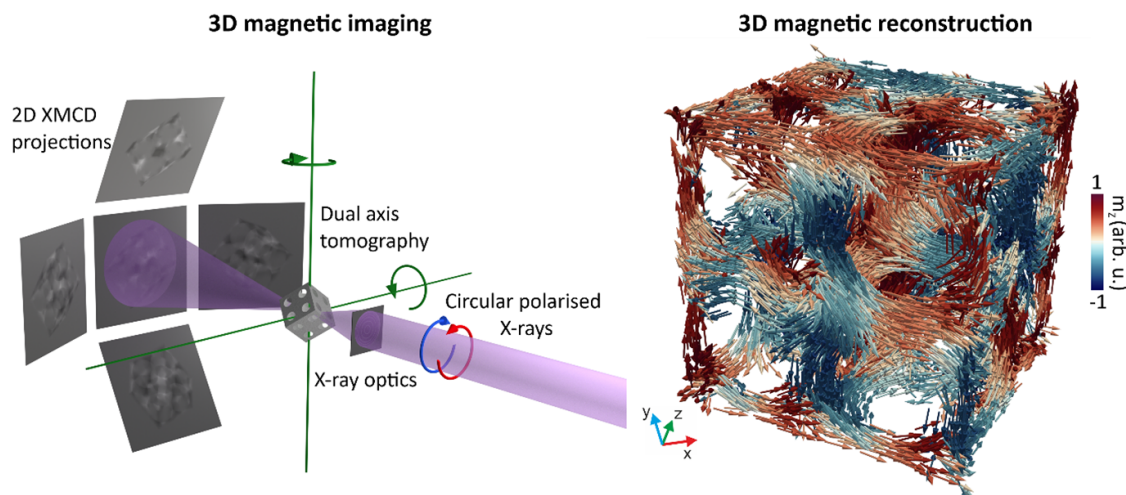 3D magnetic imaging
2D XMCD
projections
Dual axis
tomography
Circular polarised
X-rays
X-ray optics
3D magnetic reconstruction
1
m_z (arb. u.)
-1
y
z
x